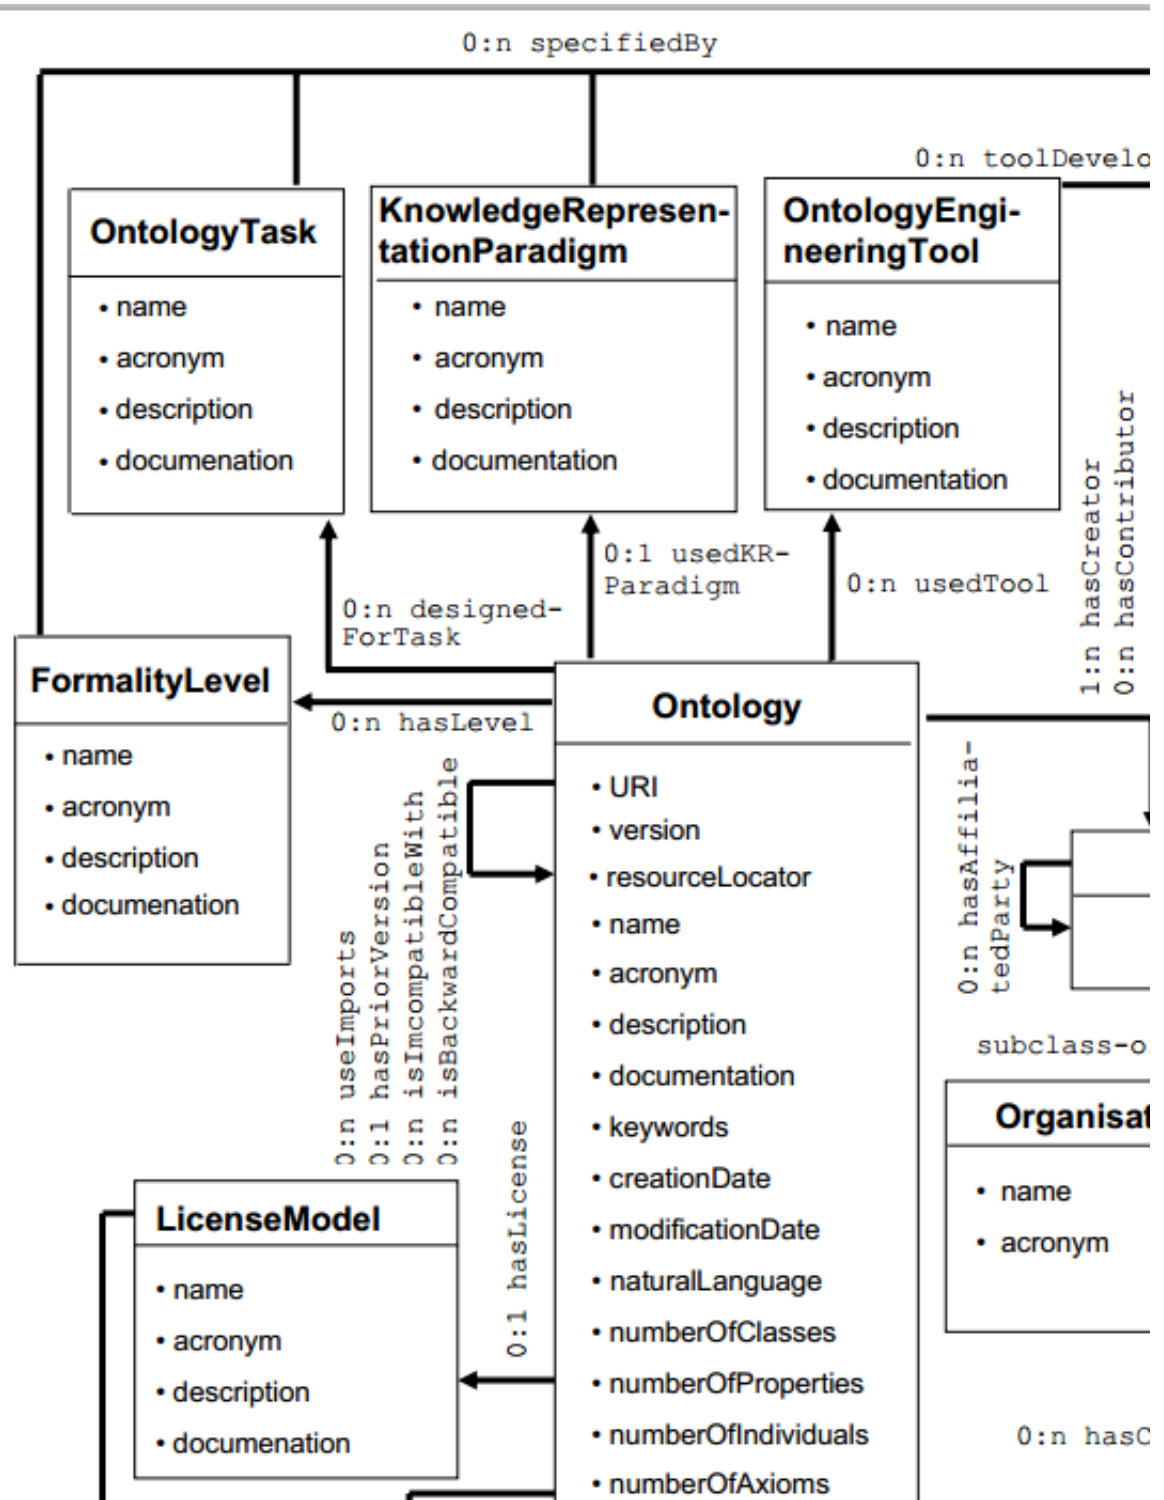 0:n specifiedBy
0:n toolDevelo
OntologyTask
• name
• acronym
• description
• documenation
KnowledgeRepresen-
tationParadigm
• name
• acronym
• description
• documentation
OntologyEngi-
neeringTool
• name
• acronym
• description
• documentation
1:n hasCreator
0:n hasContributor
0:n designed-
ForTask
0:1 usedKR-
Paradigm
0:n usedTool
FormalityLevel
• name
• acronym
• description
• documenation
0:n hasLevel
0:n useImports
0:1 hasPriorVersion
0:n isImcompatibleWith
0:n isBackwardCompatible
Ontology
• URI
• version
• resourceLocator
• name
• acronym
• description
• documentation
• keywords
• creationDate
• modificationDate
• naturalLanguage
• numberOfClasses
• numberOfProperties
• numberOfIndividuals
• numberOfAxioms
0:n hasAffilia-
tedParty
subclass-o
Organisat
• name
• acronym
0:n hasC
LicenseModel
• name
• acronym
• description
• documenation
0:1 hasLicense